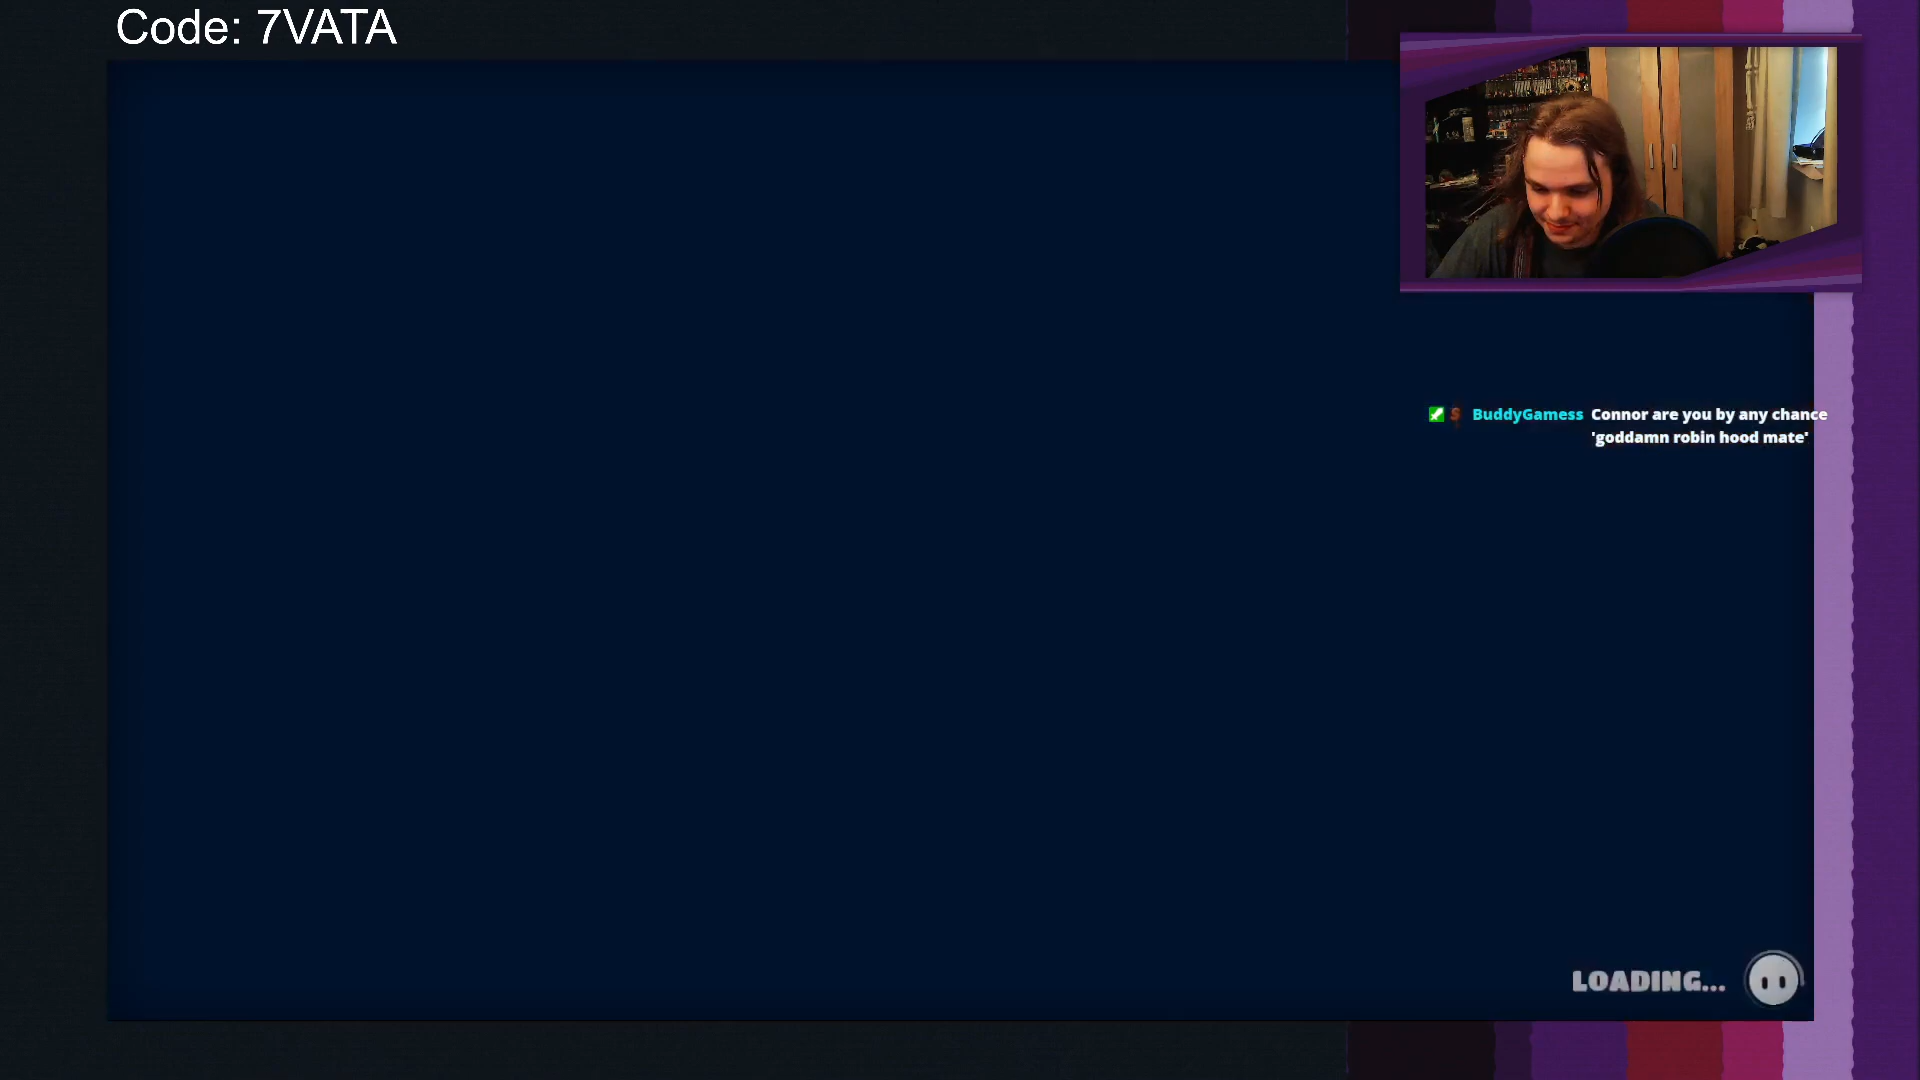 Code: 7VATA
BuddyGamess Connor are you by any chance
'goddamn robin hood mate'
LOADING...